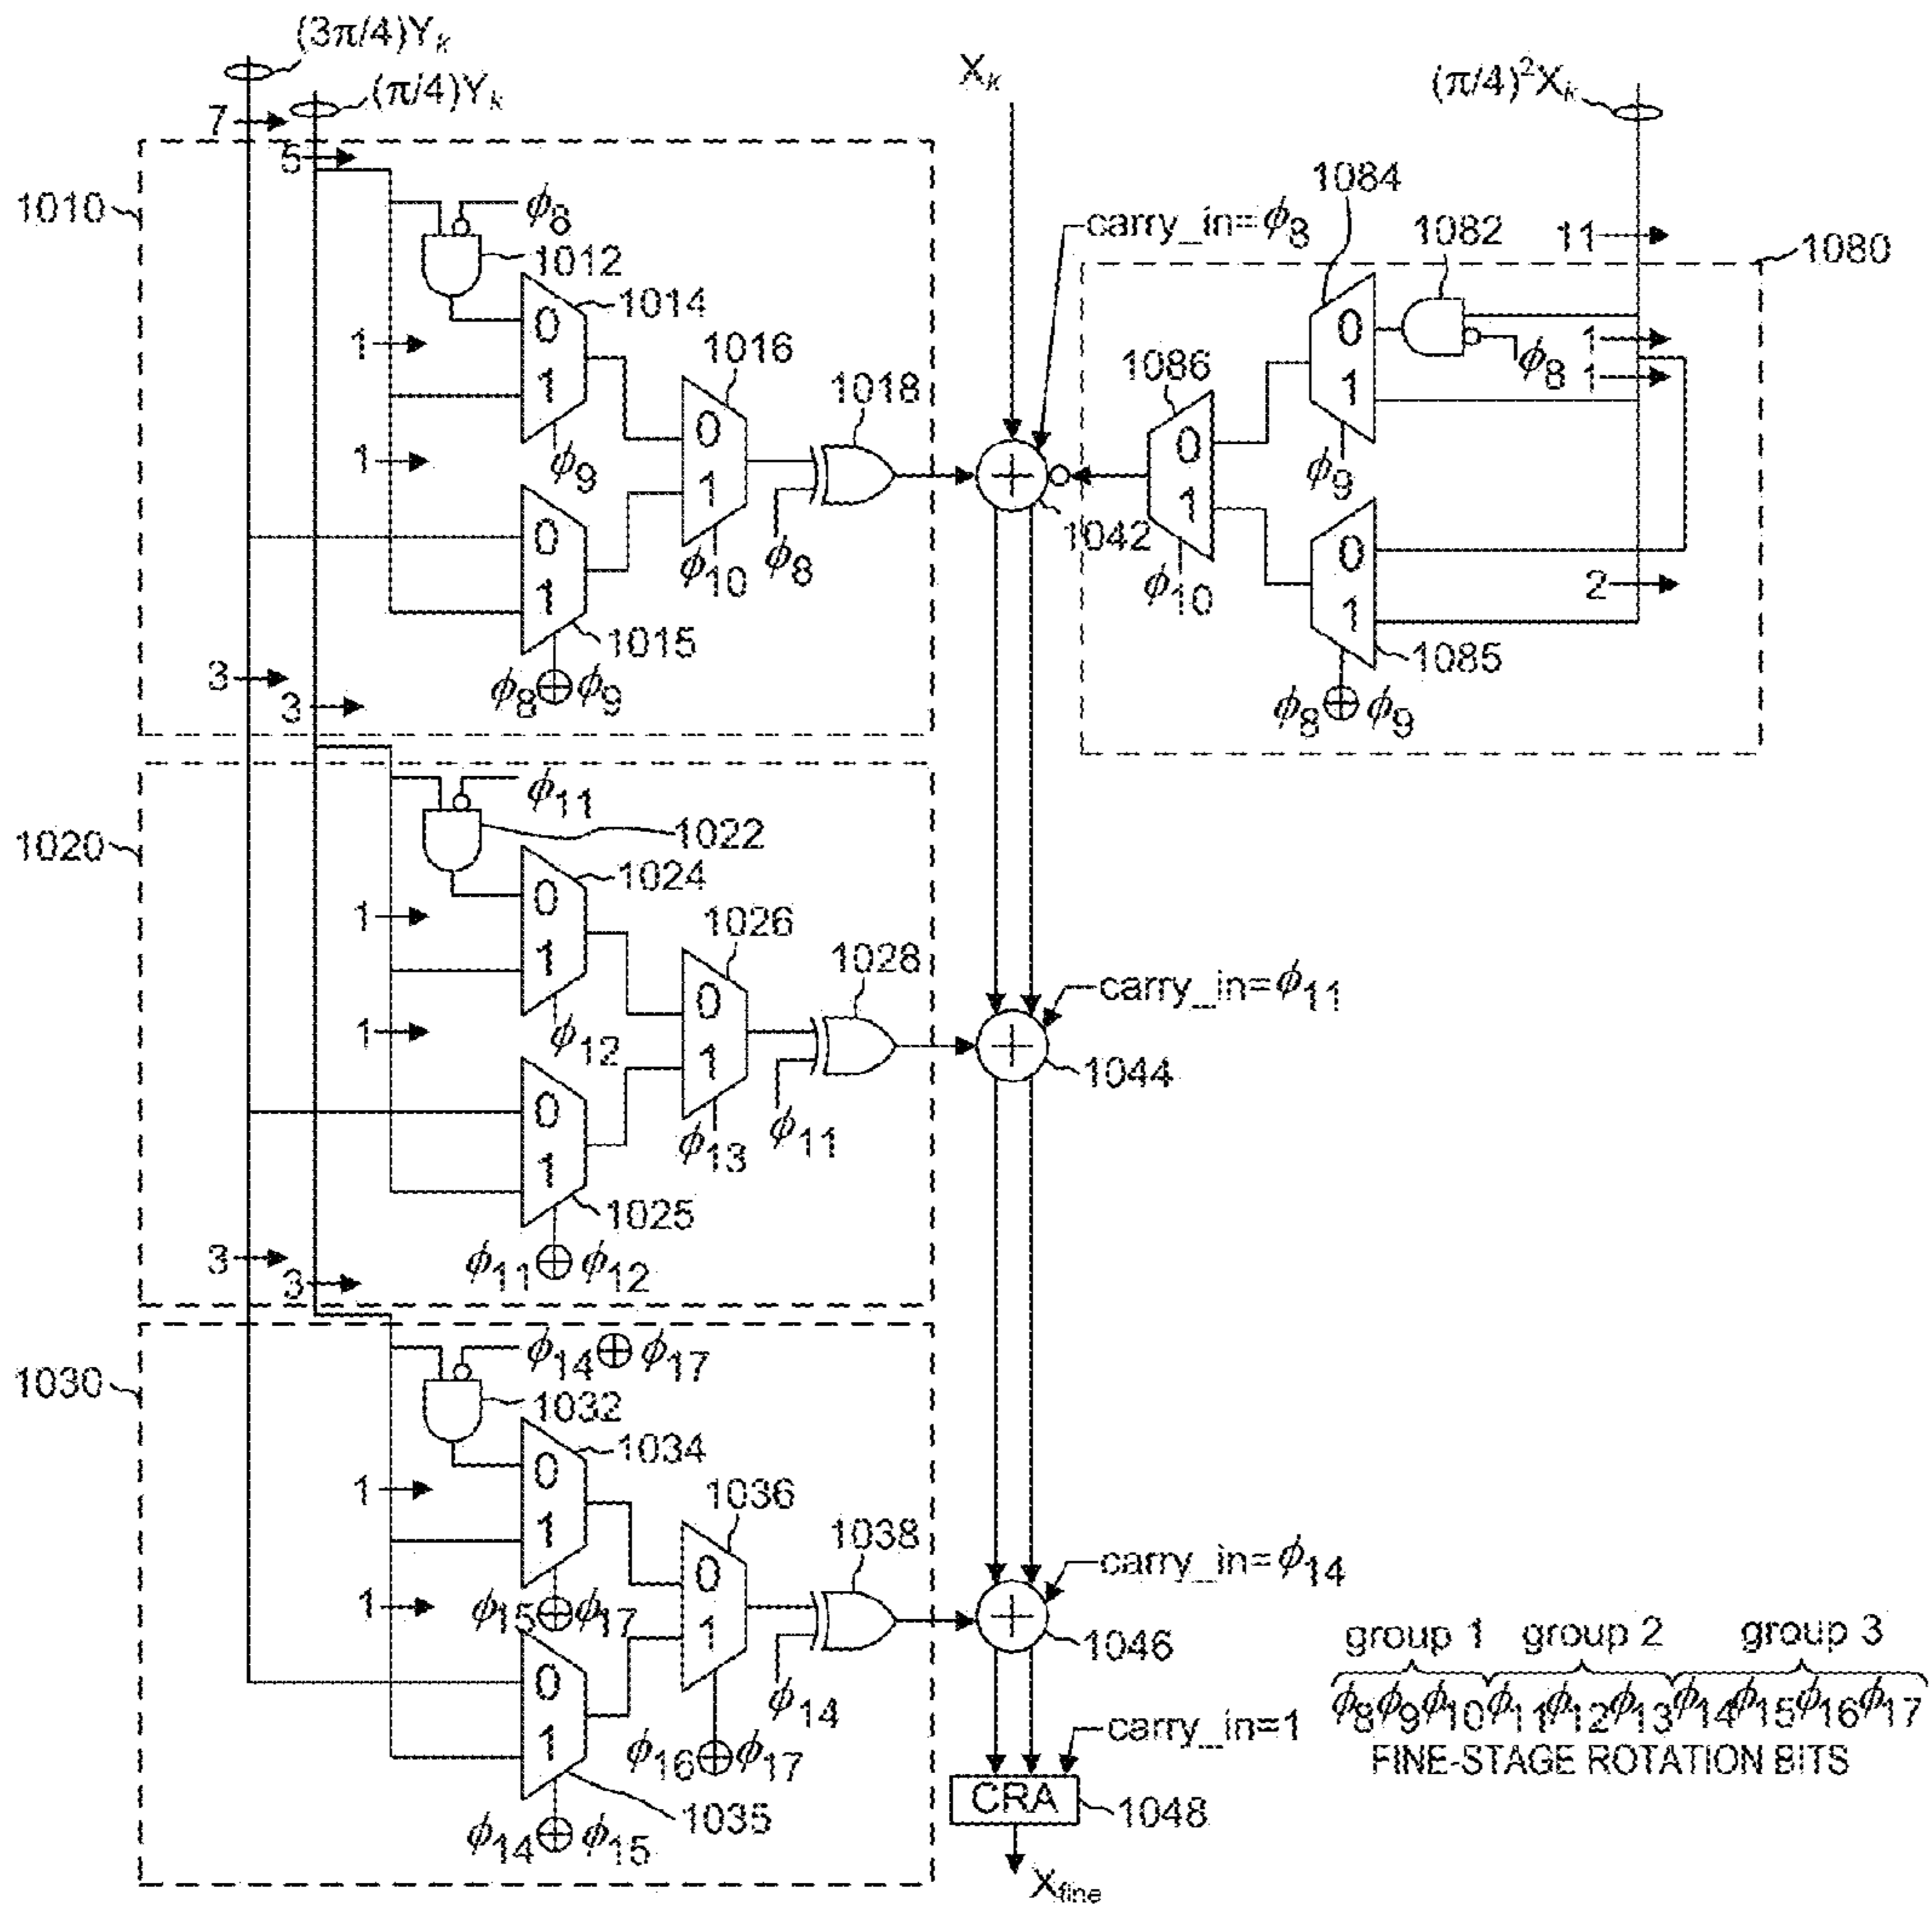 (3π/4)Yₖ
(π/4)Yₖ
Xₖ
(π/4)²Xₖ
7
5
1010
ϕ₈
1012
1014
1
0
1
1
ϕ₉
1016
0
1
ϕ₁₀
1018
ϕ₈
0
1
1015
ϕ₈⊕ϕ₉
3
3
carry_in=ϕ₈
+
1042
1084
1082
11
1080
0
1
ϕ₈
1
1
ϕ₉
1086
0
1
ϕ₁₀
0
1
2
1085
ϕ₈⊕ϕ₉
1020
ϕ₁₁
1022
1024
1
0
1
1
ϕ₁₂
1026
0
1
ϕ₁₃
1028
ϕ₁₁
0
1
1025
ϕ₁₁⊕ϕ₁₂
3
3
carry_in=ϕ₁₁
+
1044
1030
ϕ₁₄⊕ϕ₁₇
1032
1034
1
0
1
1
ϕ₁₅⊕ϕ₁₇
1036
0
1
ϕ₁₆⊕ϕ₁₇
1038
ϕ₁₄
0
1
1035
ϕ₁₄⊕ϕ₁₅
carry_in=ϕ₁₄
+
1046
carry_in=1
CRA
1048
X_fine
group 1 group 2 group 3
ϕ₈ϕ₉ϕ₁₀ϕ₁₁ϕ₁₂ϕ₁₃ϕ₁₄ϕ₁₅ϕ₁₆ϕ₁₇
FINE-STAGE ROTATION BITS